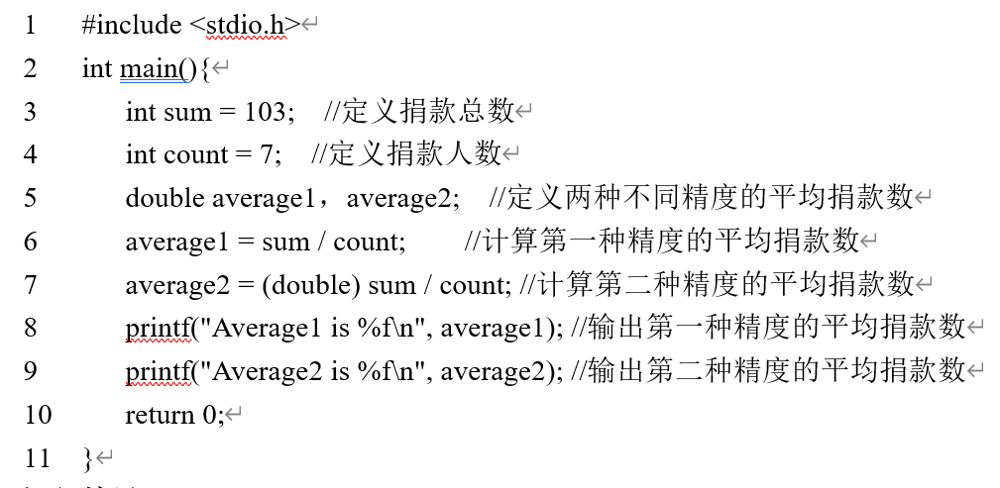 1 #include <stdio.h>↵
2 int main(){↵
3 int sum = 103; //定义捐款总数↵
4 int count = 7; //定义捐款人数↵
5 double average1，average2; //定义两种不同精度的平均捐款数↵
6 average1 = sum / count; //计算第一种精度的平均捐款数↵
7 average2 = (double) sum / count; //计算第二种精度的平均捐款数↵
8 printf("Average1 is %f\n", average1); //输出第一种精度的平均捐款数↵
9 printf("Average2 is %f\n", average2); //输出第二种精度的平均捐款数↵
10 return 0;↵
11 }↵